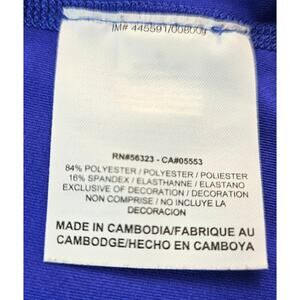 IM# 445591/00800g
RN#56323 - CA#05553
84% POLYESTER / POLYESTER / POLIESTER
16% SPANDEX / ELASTHANNE / ELASTANO
EXCLUSIVE OF DECORATION / DECORATION
NON COMPRISE / NO INCLUYE LA
DECORACION
MADE IN CAMBODIA/FABRIQUE AU
CAMBODGE/HECHO EN CAMBOYA